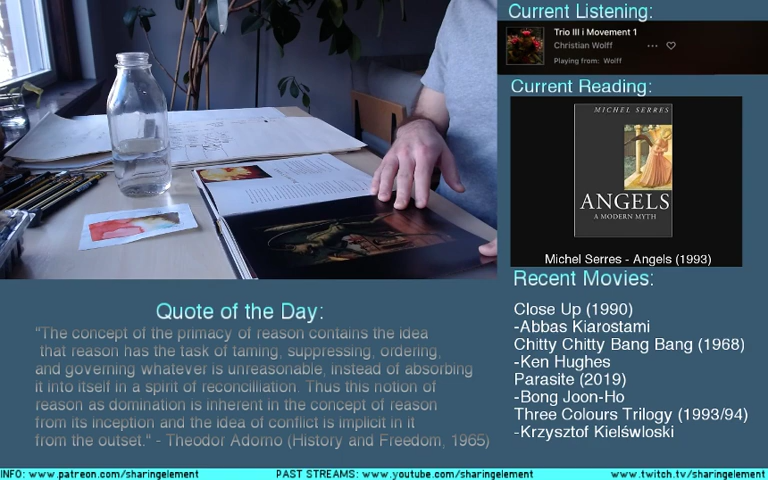 Current Listening:
Trio III i Movement 1
Christian Wolff
Playing from: Wolff
Current Reading:
MICHEL SERRES
ANGELS
A MODERN MYTH
Michel Serres - Angels (1993)
Recent Movies:
Close Up (1990)
-Abbas Kiarostami
Chitty Chitty Bang Bang (1968)
-Ken Hughes
Parasite (2019)
-Bong Joon-Ho
Three Colours Trilogy (1993/94)
-Krzysztof Kielświoski
Quote of the Day:
"The concept of the primacy of reason contains the idea
that reason has the task of taming, suppressing, ordering,
and governing whatever is unreasonable, instead of absorbing
it into itself in a spirit of reconcilliation. Thus this notion of
reason as domination is inherent in the concept of reason
from its inception and the idea of conflict is implicit in it
from the outset." - Theodor Adorno (History and Freedom, 1965)
INFO: www.patreon.com/sharingelement
PAST STREAMS: www.youtube.com/sharingelement
www.twitch.tv/sharingelement